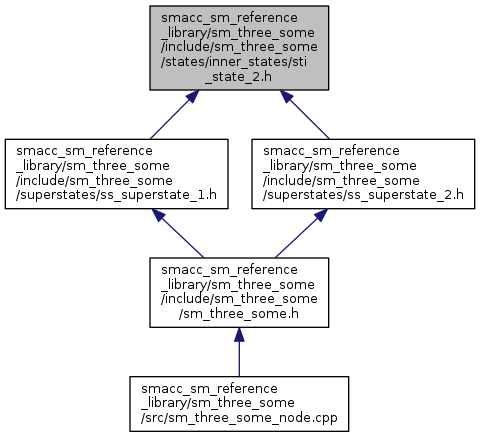 smacc_sm_reference
_library/sm_three_some
/include/sm_three_some
/states/inner_states/sti
_state_2.h
smacc_sm_reference
_library/sm_three_some
/include/sm_three_some
/superstates/ss_superstate_1.h
smacc_sm_reference
_library/sm_three_some
/include/sm_three_some
/superstates/ss_superstate_2.h
smacc_sm_reference
_library/sm_three_some
/include/sm_three_some
/sm_three_some.h
smacc_sm_reference
_library/sm_three_some
/src/sm_three_some_node.cpp